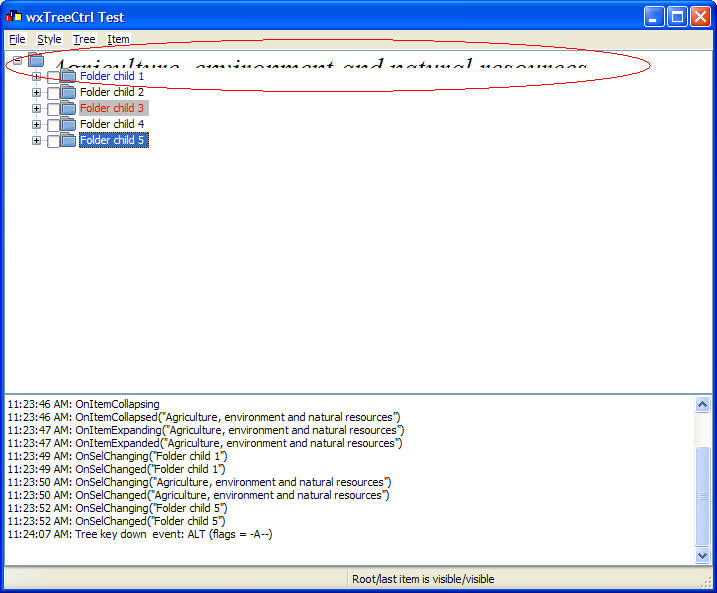 wxTreeCtrl Test
File Style Tree Item
Agriculture, environment and natural resources
Folder child 1
Folder child 2
Folder child 3
Folder child 4
Folder child 5
11:23:46 AM: OnItemCollapsing
11:23:46 AM: OnItemCollapsed("Agriculture, environment and natural resources")
11:23:47 AM: OnItemExpanding("Agriculture, environment and natural resources")
11:23:47 AM: OnItemExpanded("Agriculture, environment and natural resources")
11:23:49 AM: OnSelChanging("Folder child 1")
11:23:49 AM: OnSelChanged("Folder child 1")
11:23:50 AM: OnSelChanging("Agriculture, environment and natural resources")
11:23:50 AM: OnSelChanged("Agriculture, environment and natural resources")
11:23:52 AM: OnSelChanging("Folder child 5")
11:23:52 AM: OnSelChanged("Folder child 5")
11:24:07 AM: Tree key down  event: ALT (flags = -A--)
Root/last item is visible/visible